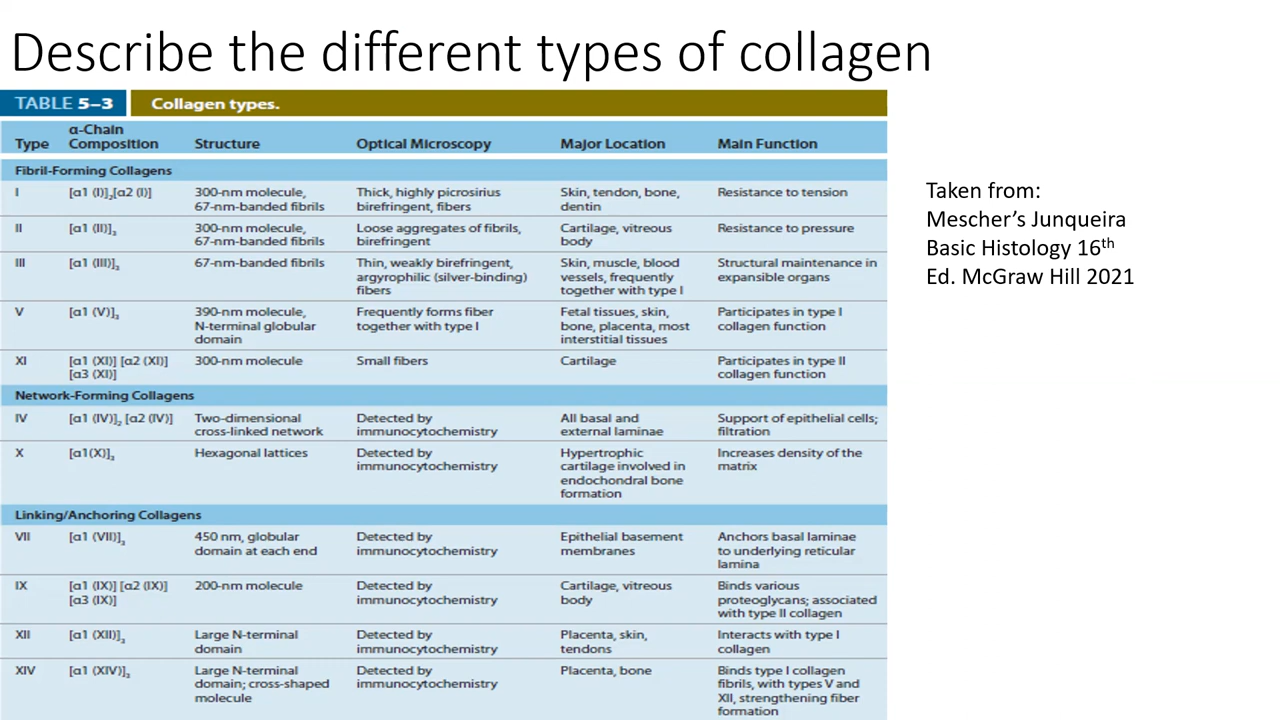 Describe the different types of collagen
TABLE 5–3 Collagen types.
α-Chain
Type Composition Structure Optical Microscopy Major Location Main Function
Fibril-Forming Collagens
I [α1 (I)]₂[α2 (I)] 300-nm molecule, Thick, highly picrosirius Skin, tendon, bone, Resistance to tension
67-nm-banded fibrils birefringent, fibers dentin
II [α1 (II)]₃ 300-nm molecule, Loose aggregates of fibrils, Cartilage, vitreous Resistance to pressure
67-nm-banded fibrils birefringent body
III [α1 (III)]₃ 67-nm-banded fibrils Thin, weakly birefringent, Skin, muscle, blood Structural maintenance in
argyrophilic (silver-binding) vessels, frequently expansible organs
fibers together with type I
V [α1 (V)]₃ 390-nm molecule, Frequently forms fiber Fetal tissues, skin, Participates in type I
N-terminal globular together with type I bone, placenta, most collagen function
domain interstitial tissues
XI [α1 (XI)] [α2 (XI)] 300-nm molecule Small fibers Cartilage Participates in type II
[α3 (XI)] collagen function
Network-Forming Collagens
IV [α1 (IV)]₂ [α2 (IV)] Two-dimensional Detected by All basal and Support of epithelial cells;
cross-linked network immunocytochemistry external laminae filtration
X [α1(X)]₃ Hexagonal lattices Detected by Hypertrophic Increases density of the
immunocytochemistry cartilage involved in matrix
endochondral bone
formation
Linking/Anchoring Collagens
VII [α1 (VII)]₃ 450 nm, globular Detected by Epithelial basement Anchors basal laminae
domain at each end immunocytochemistry membranes to underlying reticular
lamina
IX [α1 (IX)] [α2 (IX)] 200-nm molecule Detected by Cartilage, vitreous Binds various
[α3 (IX)] immunocytochemistry body proteoglycans; associated
with type II collagen
XII [α1 (XII)]₃ Large N-terminal Detected by Placenta, skin, Interacts with type I
domain immunocytochemistry tendons collagen
XIV [α1 (XIV)]₃ Large N-terminal Detected by Placenta, bone Binds type I collagen
domain; cross-shaped immunocytochemistry fibrils, with types V and
molecule XII, strengthening fiber
formation
Taken from:
Mescher’s Junqueira
Basic Histology 16th
Ed. McGraw Hill 2021